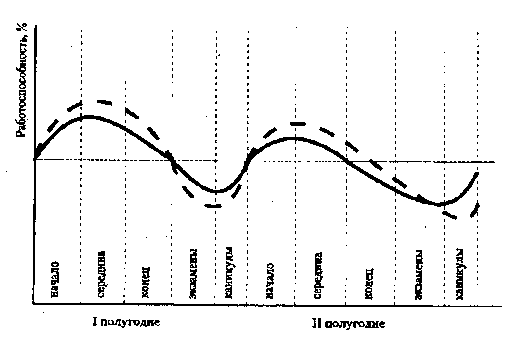 Работоспособность, %
начало
середина
конец
экзамены
каникулы
начало
середина
конец
экзамены
каникулы
I полугодие
II полугодие